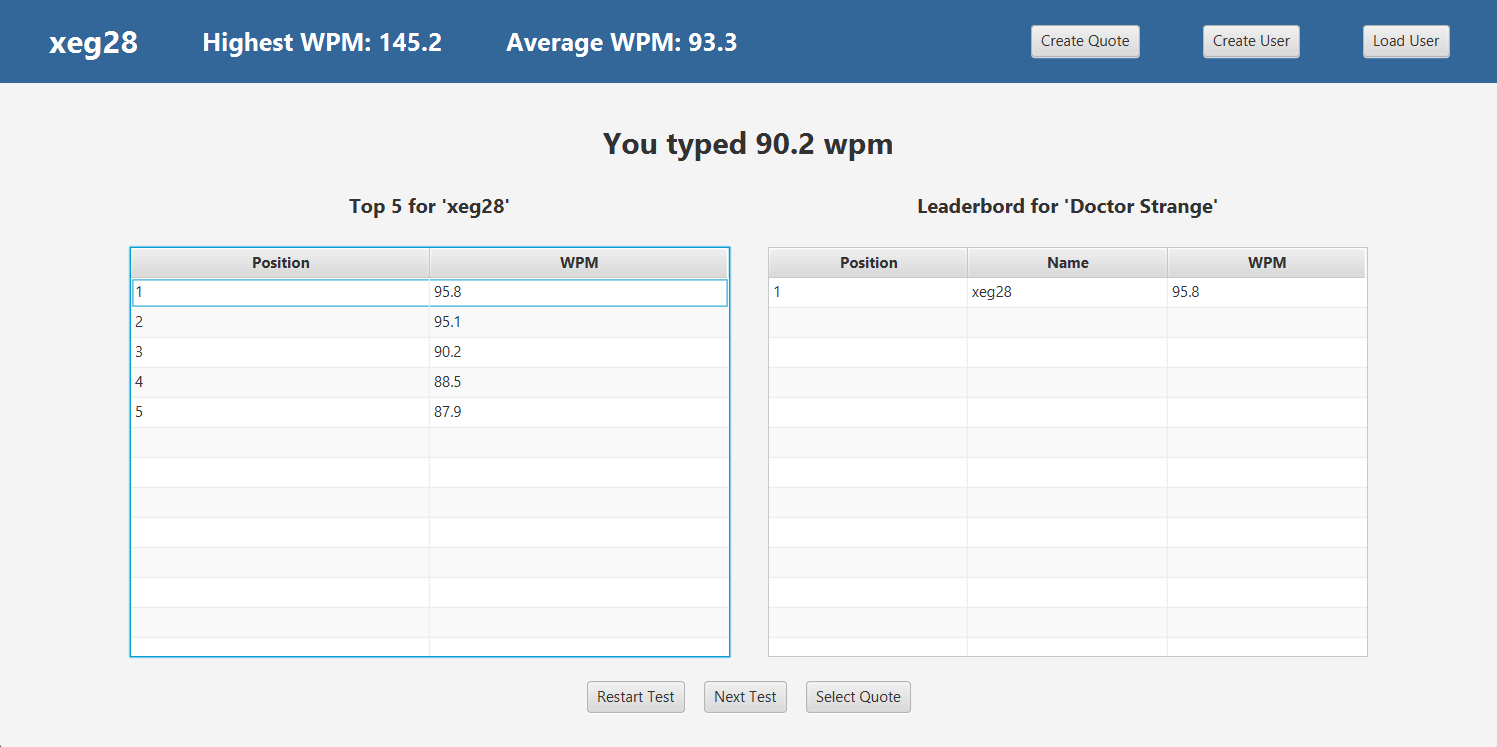 xeg28 Highest WPM: 145.2 Average WPM: 93.3 Create Quote Create User Load User
You typed 90.2 wpm
Top 5 for 'xeg28' Leaderbord for 'Doctor Strange'
Position WPM Position Name WPM
1 95.8 1 xeg28 95.8
2 95.1
3 90.2
4 88.5
5 87.9
Restart Test Next Test Select Quote